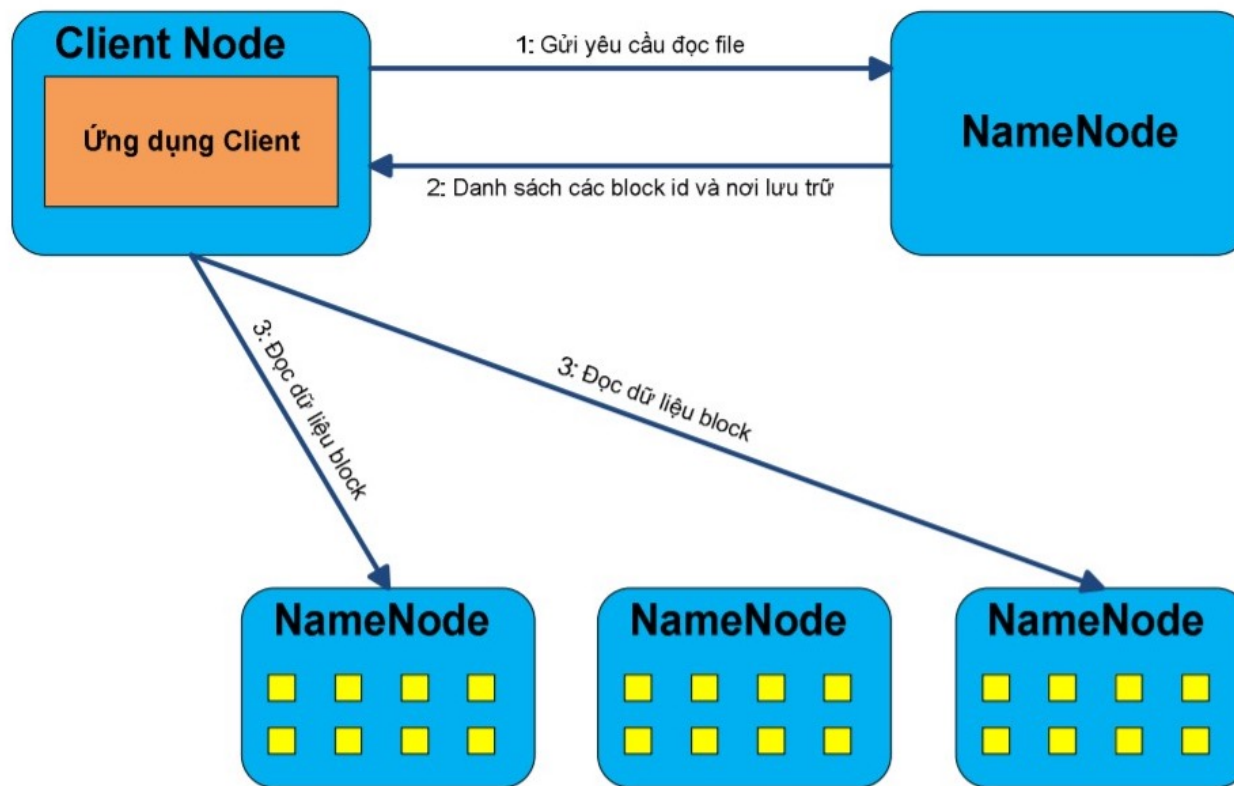 Client Node
Ứng dụng Client
1: Gửi yêu cầu đọc file
NameNode
2: Danh sách các block id và nơi lưu trữ
3: Đọc dữ liệu block
3: Đọc dữ liệu block
NameNode
NameNode
NameNode